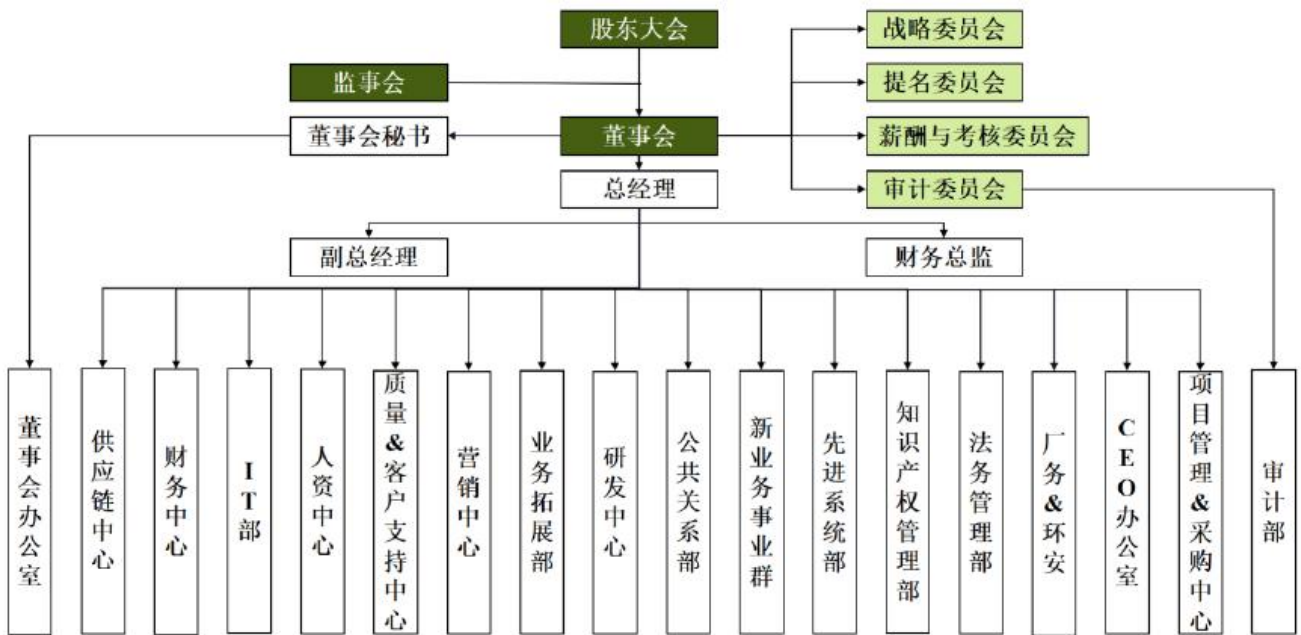 股东大会
战略委员会
监事会
提名委员会
董事会秘书
董事会
薪酬与考核委员会
总经理
审计委员会
副总经理
财务总监
董事会办公室
供应链中心
财务中心
IT部
人资中心
质量&客户支持中心
营销中心
业务拓展部
研发中心
公共关系部
新业务事业群
先进系统部
知识产权管理部
法务管理部
厂务&环安
CEO办公室
项目管理&采购中心
审计部